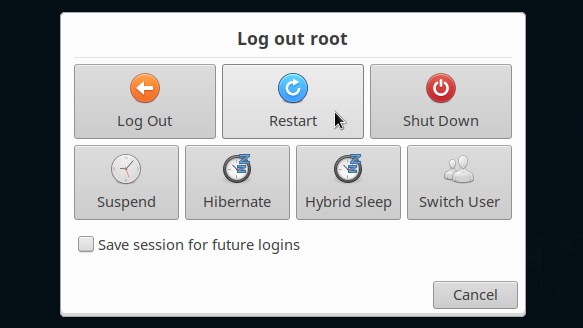 Log out root
Log Out
Restart
Shut Down
Suspend
Hibernate
Hybrid Sleep
Switch User
Save session for future logins
Cancel